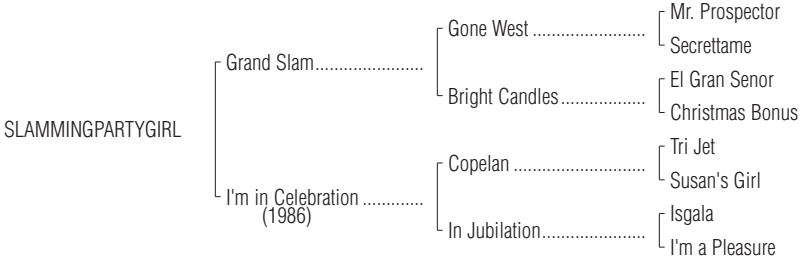 Mr. Prospector
Gone West ........................
Secrettame
Grand Slam.......................
El Gran Senor
Bright Candles..................
Christmas Bonus
SLAMMINGPARTYGIRL
Tri Jet
Copelan ............................
Susan's Girl
I'm in Celebration .............
(1986)
Isgala
In Jubilation......................
I'm a Pleasure